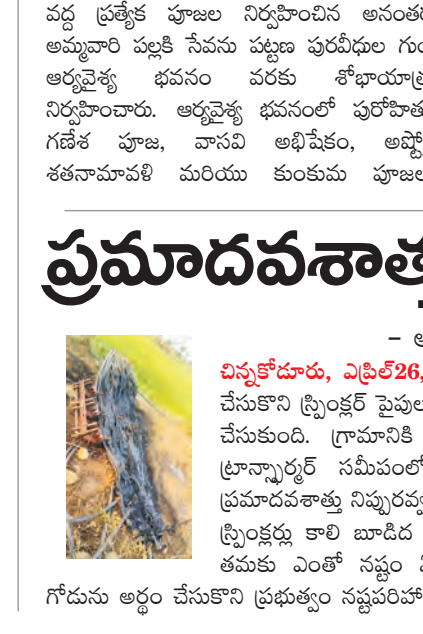 వద్ద ప్రత్యేక పూజల నిర్వహించిన అనంతర
అమ్మవారి పల్లకి సేవను పట్టణ పురవీధుల గుం
ఆర్యవైశ్య భవనం వరకు శోభాయాత్ర
నిర్వహించారు. ఆర్యవైశ్య భవనంలో పురోహిత
గణేశ పూజ, వాసవి అభిషేకం, అష్టో
శతనామావళి మరియు కుంకుమ పూజల
ప్రమాదవశాత్తు
–
చిన్నకోడూరు, ఎప్రిల్26,
చేసుకొని స్ప్రింక్లర్ పైపుల
చేసుకుంది. గ్రామానికి
ట్రాన్స్ఫార్మర్ సమీపంలో
ప్రమాదవశాత్తు నిప్పురవ్వ
స్ప్రింక్లర్లు కాలి బూడిద
తమకు ఎంతో నష్టం
గోడును అర్థం చేసుకొని ప్రభుత్వం నష్టపరిహా